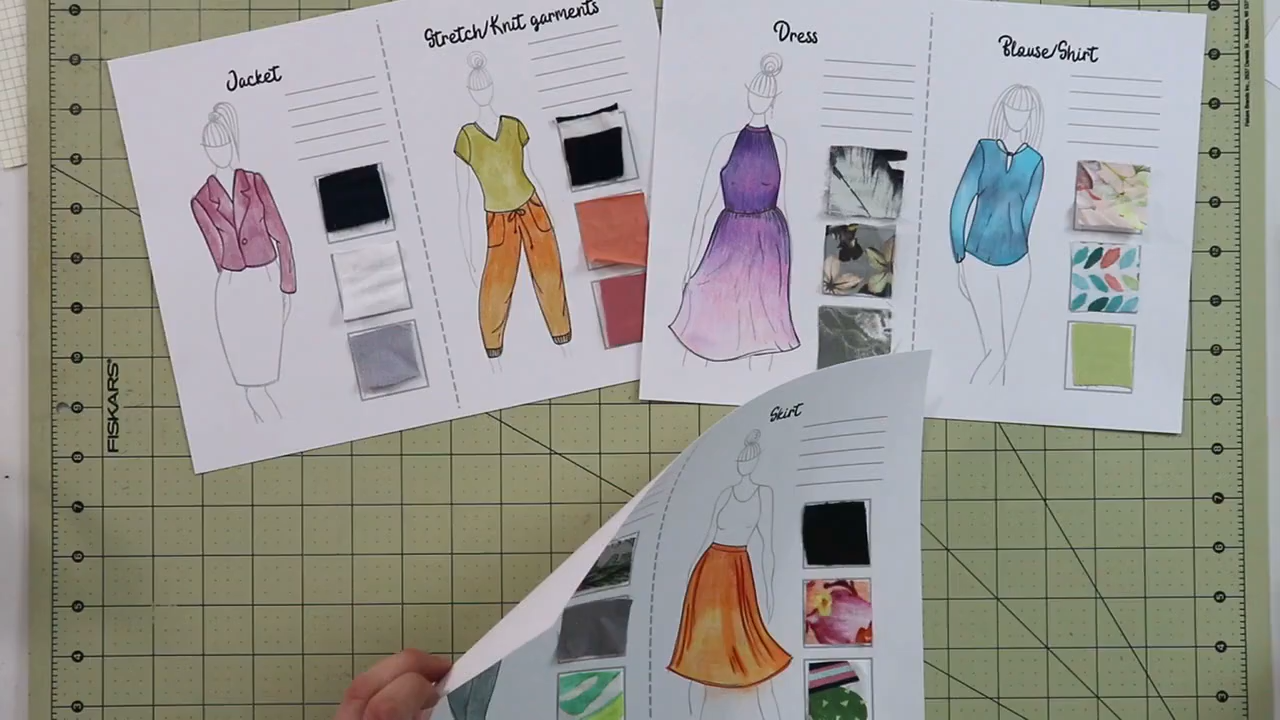 Jacket
Stretch/Knit garments
Dress
Blouse/Shirt
Skirt
FISKARS